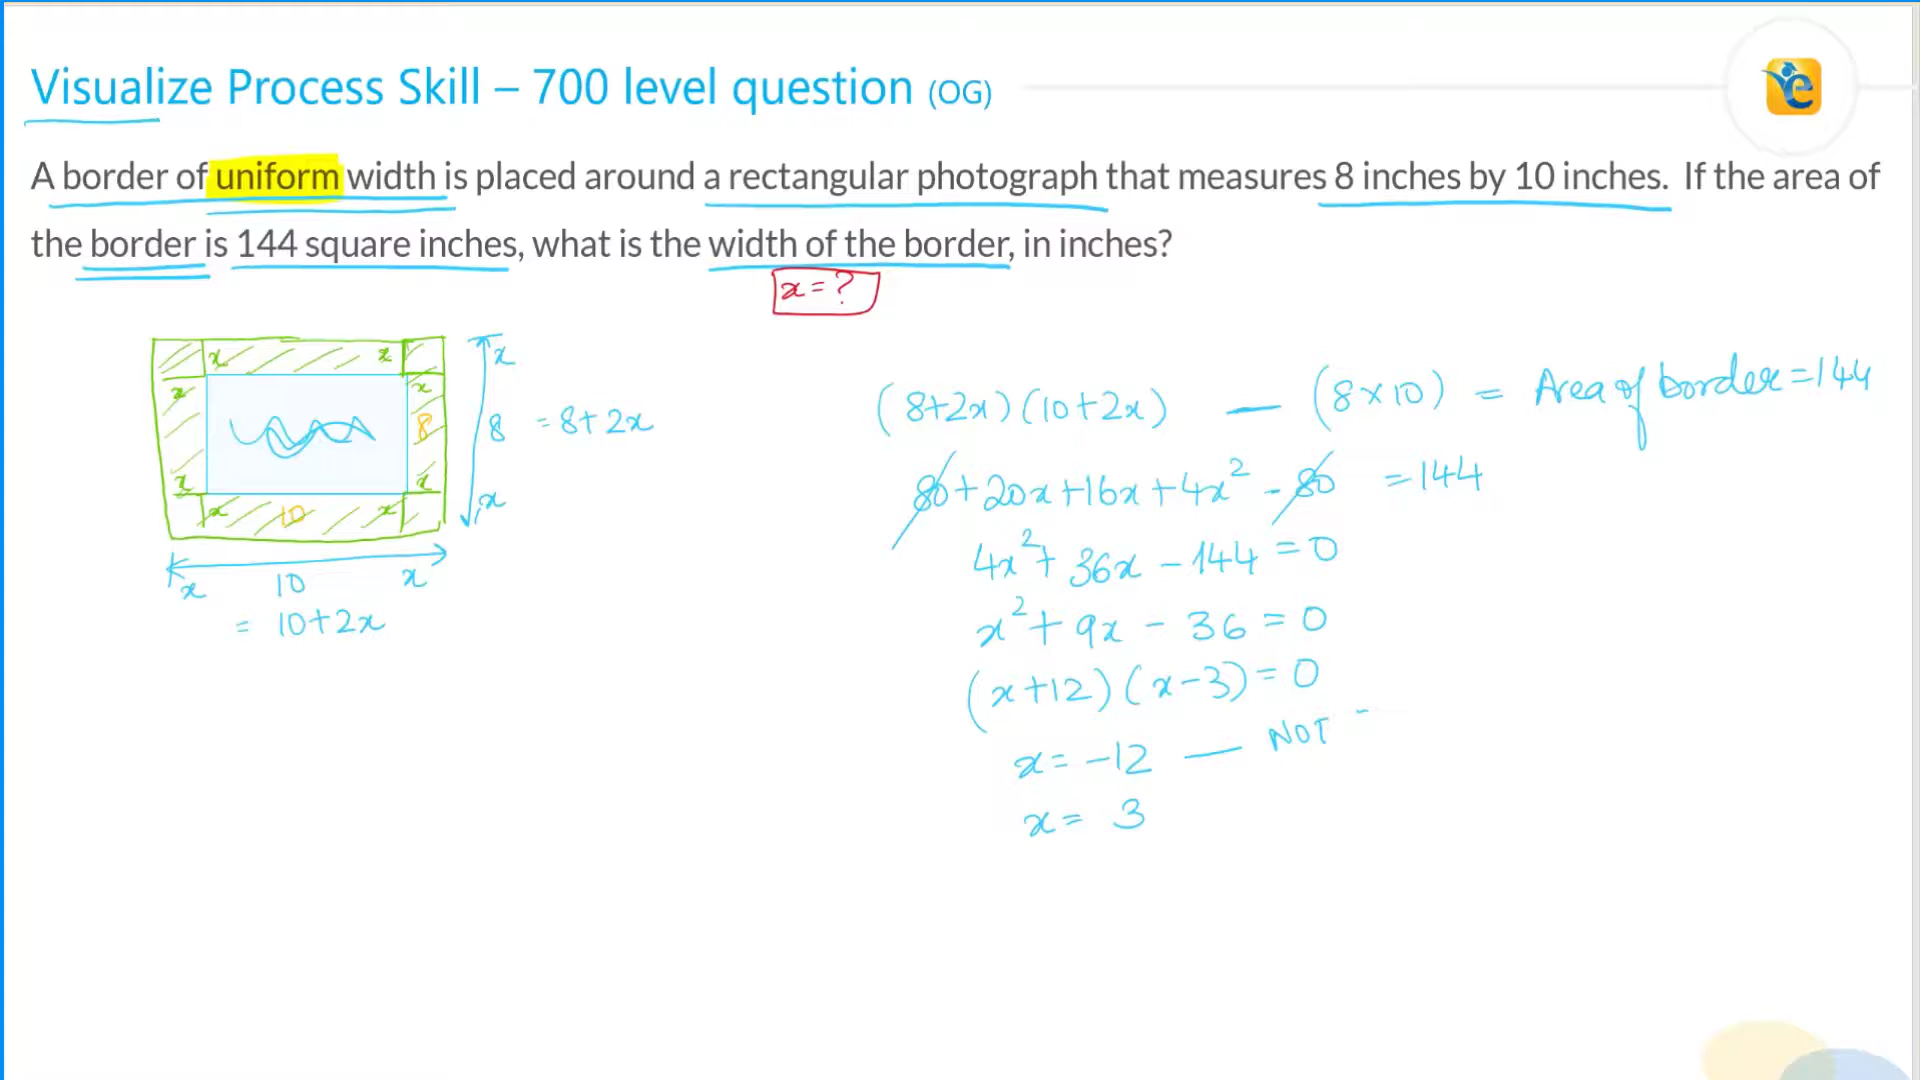 Visualize Process Skill – 700 level question (OG)
e
A border of uniform width is placed around a rectangular photograph that measures 8 inches by 10 inches. If the area of
the border is 144 square inches, what is the width of the border, in inches?
x = ?
x x x
x x
8 8 = 8+2x
x x x
x 10 x
x 10 x
= 10+2x
(8+2x)(10+2x) — (8×10) = Area of border = 144
80+20x+16x+4x² - 80 = 144
4x²+ 36x - 144 = 0
x²+ 9x - 36 = 0
(x+12)(x-3) = 0
x = -12 — NOT
x = 3